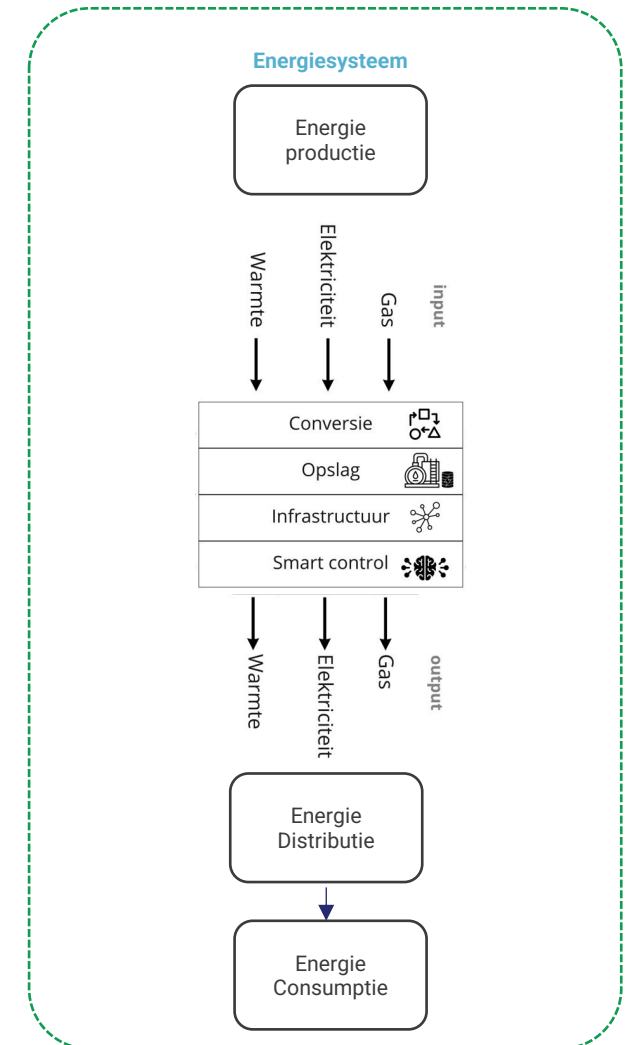 Energiesysteem
Energie
productie
Warmte
Elektriciteit
Gas
input
Conversie
Opslag
Infrastructuur
Smart control
Warmte
Elektriciteit
Gas
output
Energie
Distributie
Energie
Consumptie